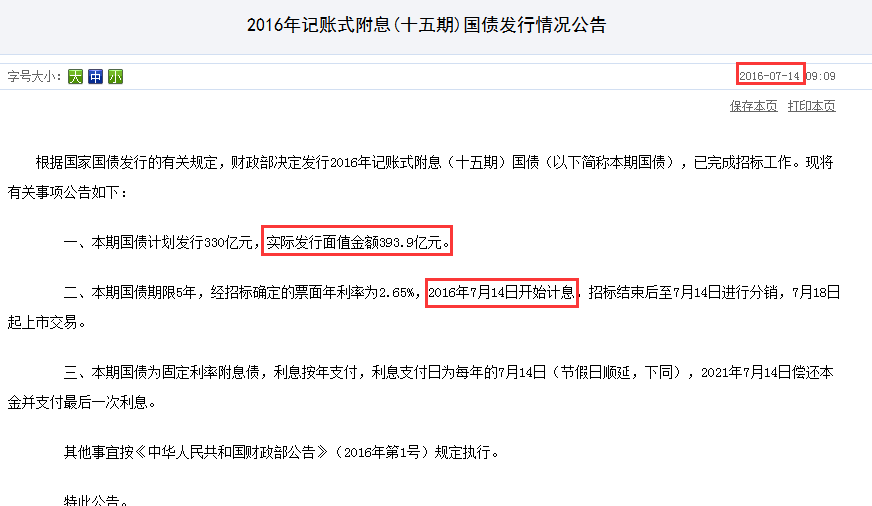 2016年记账式附息(十五期)国债发行情况公告
字号大小: 大 中 小
2016-07-14 09:09
保存本页 打印本页
根据国家国债发行的有关规定，财政部决定发行2016年记账式附息（十五期）国债（以下简称本期国债），已完成招标工作。现将
有关事项公告如下：
一、本期国债计划发行330亿元，实际发行面值金额393.9亿元。
二、本期国债期限5年，经招标确定的票面年利率为2.65%，2016年7月14日开始计息，招标结束后至7月14日进行分销，7月18日
起上市交易。
三、本期国债为固定利率附息债，利息按年支付，利息支付日为每年的7月14日（节假日顺延，下同），2021年7月14日偿还本
金并支付最后一次利息。
其他事宜按《中华人民共和国财政部公告》（2016年第1号）规定执行。
特此公告。